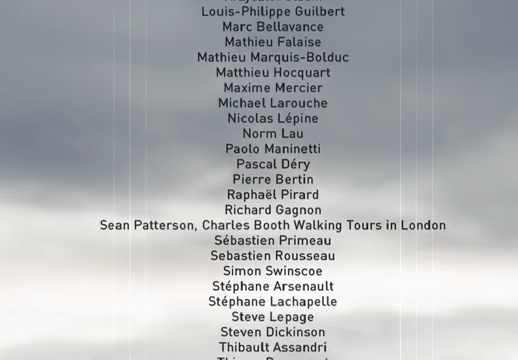 Louis-Philippe Guilbert
Marc Bellavance
Mathieu Falaise
Mathieu Marquis-Bolduc
Matthieu Hocquart
Maxime Mercier
Michael Larouche
Nicolas Lépine
Norm Lau
Paolo Maninetti
Pascal Déry
Pierre Bertin
Raphaël Pirard
Richard Gagnon
Sean Patterson, Charles Booth Walking Tours in London
Sébastien Primeau
Sebastien Rousseau
Simon Swinscoe
Stéphane Arsenault
Stéphane Lachapelle
Steve Lepage
Steven Dickinson
Thibault Assandri